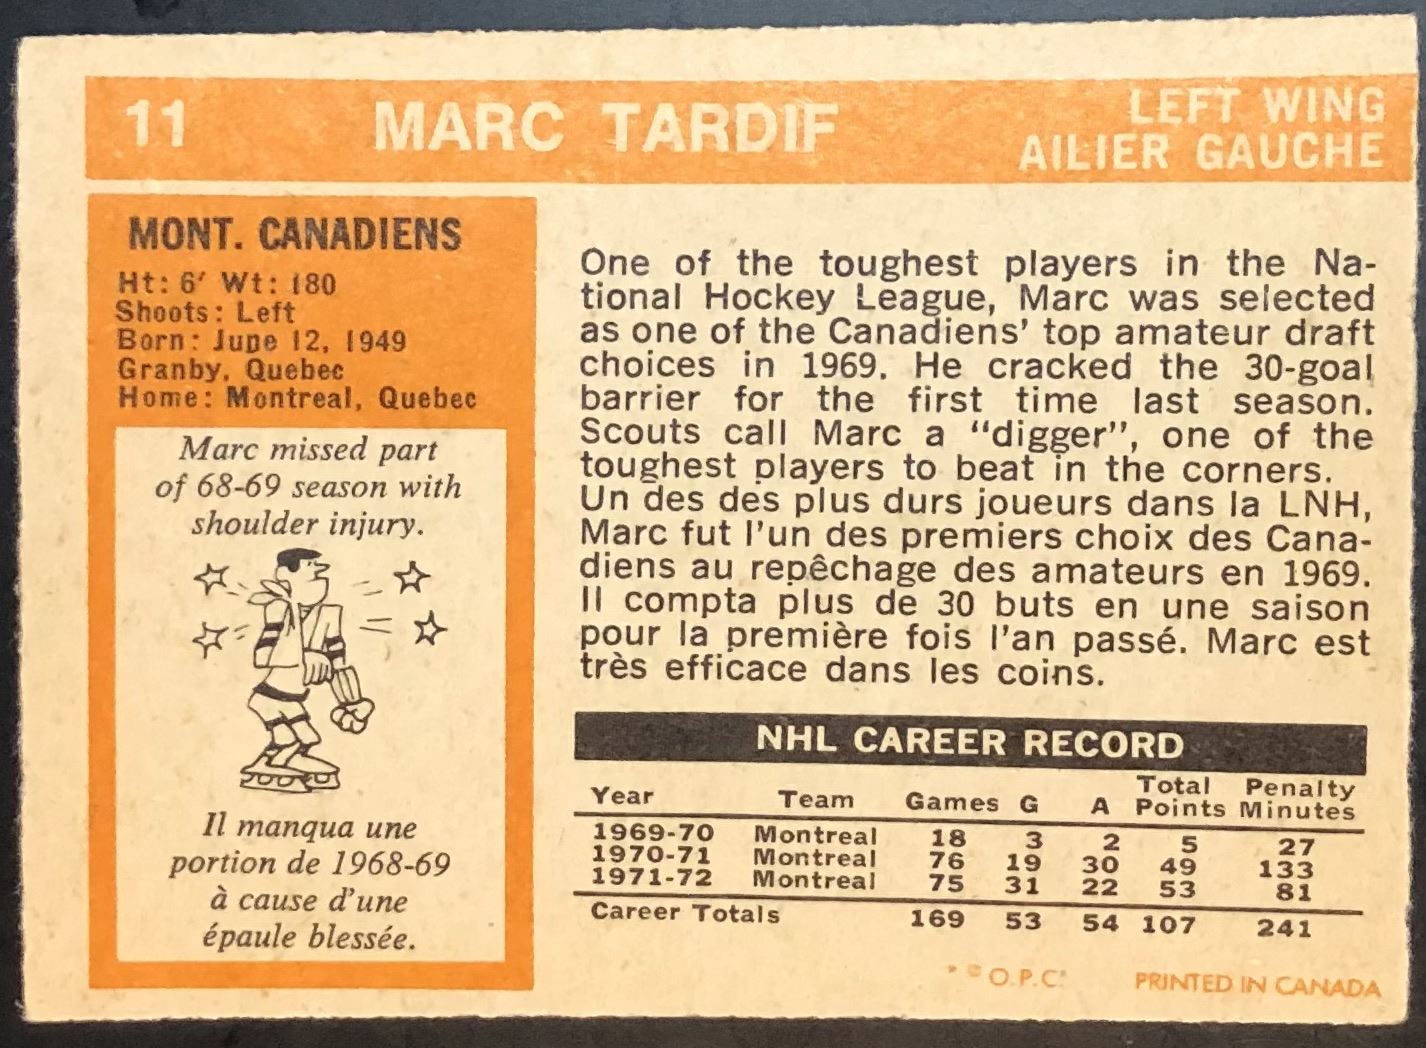 11 MARC TARDIF LEFT WING
AILIER GAUCHE
MONT. CANADIENS
Ht: 6' Wt: 180
Shoots: Left
Born: June 12, 1949
Granby, Quebec
Home: Montreal, Quebec
Marc missed part
of 68-69 season with
shoulder injury.
Il manqua une
portion de 1968-69
à cause d'une
épaule blessée.
One of the toughest players in the Na-
tional Hockey League, Marc was selected
as one of the Canadiens' top amateur draft
choices in 1969. He cracked the 30-goal
barrier for the first time last season.
Scouts call Marc a "digger", one of the
toughest players to beat in the corners.
Un des des plus durs joueurs dans la LNH,
Marc fut l'un des premiers choix des Cana-
diens au repêchage des amateurs en 1969.
Il compta plus de 30 buts en une saison
pour la première fois l'an passé. Marc est
très efficace dans les coins.
NHL CAREER RECORD
Year Team Games G A Total Points Penalty Minutes
1969-70 Montreal 18 3 2 5 27
1970-71 Montreal 76 19 30 49 133
1971-72 Montreal 75 31 22 53 81
Career Totals 169 53 54 107 241
* © O.P.C. PRINTED IN CANADA